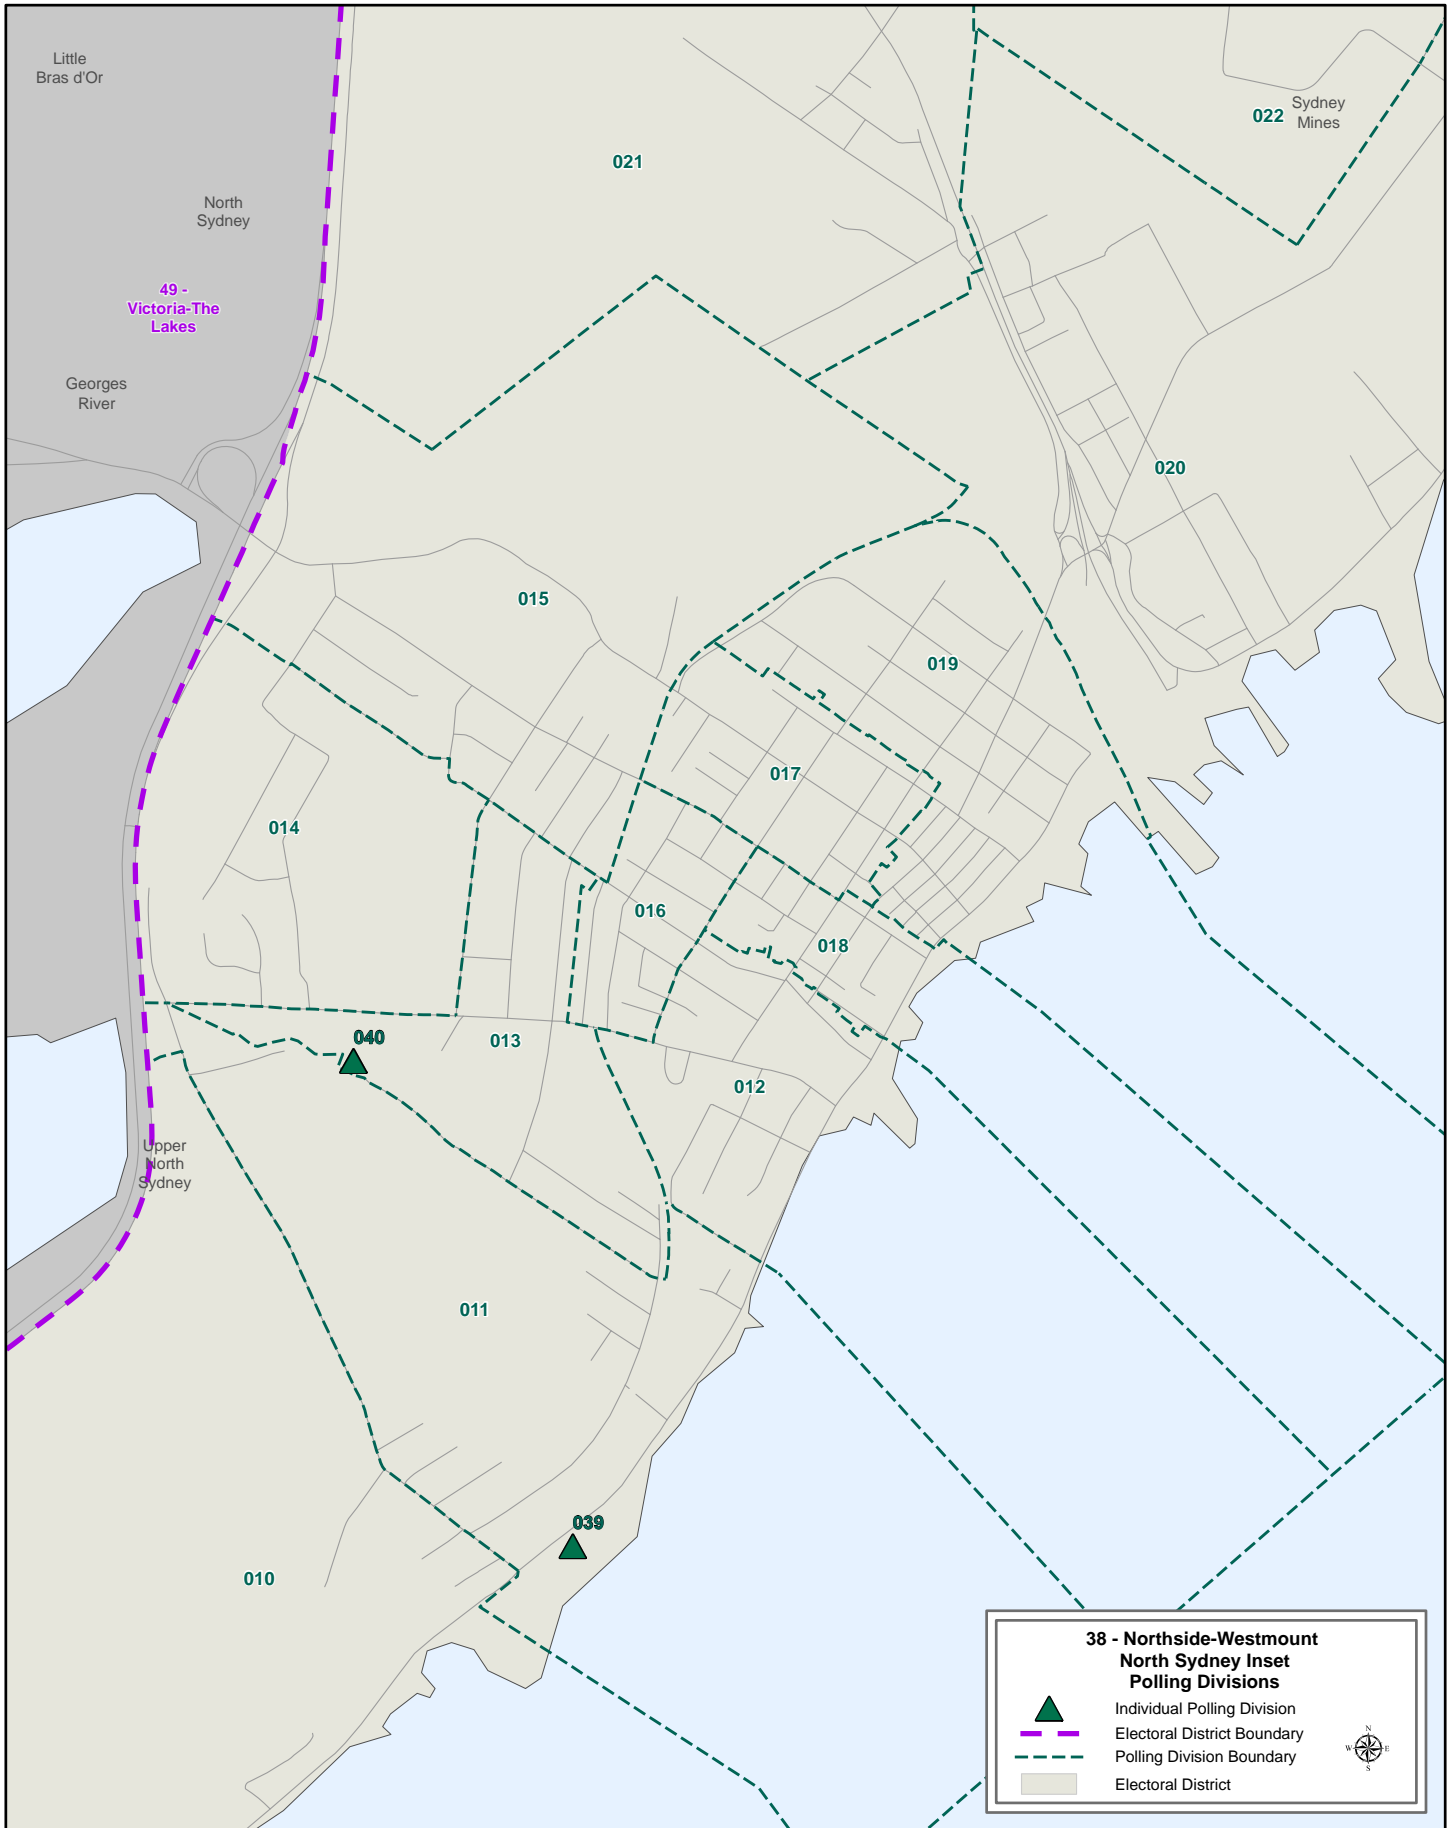 Little
Bras d'Or
022
Sydney
Mines
021
North
Sydney
49 -
Victoria-The
Lakes
Georges
River
020
015
019
017
014
016
018
040
013
012
Upper
North
Sydney
011
039
010
38 - Northside-Westmount
North Sydney Inset
Polling Divisions
Individual Polling Division
Electoral District Boundary
Polling Division Boundary
Electoral District
N
W
E
S